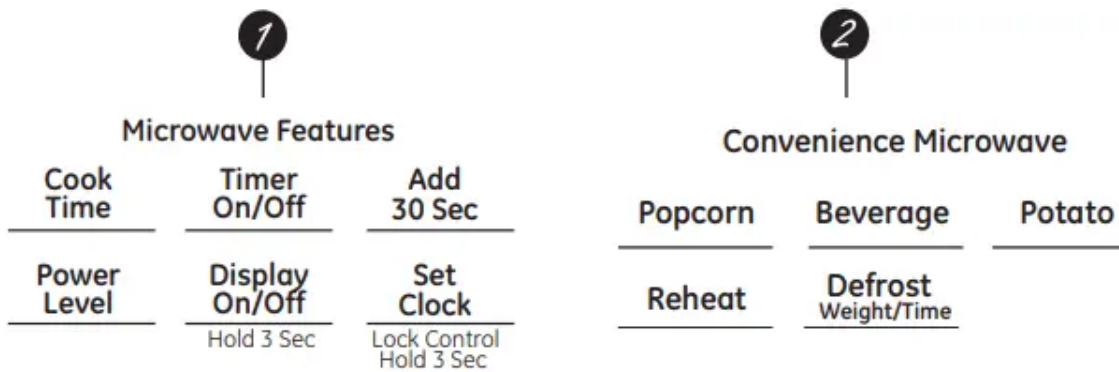 1
2
Microwave Features
Convenience Microwave
Cook
Time
Timer
On/Off
Add
30 Sec
Popcorn
Beverage
Potato
Power
Level
Display
On/Off
Hold 3 Sec
Set
Clock
Lock Control
Hold 3 Sec
Reheat
Defrost
Weight/Time